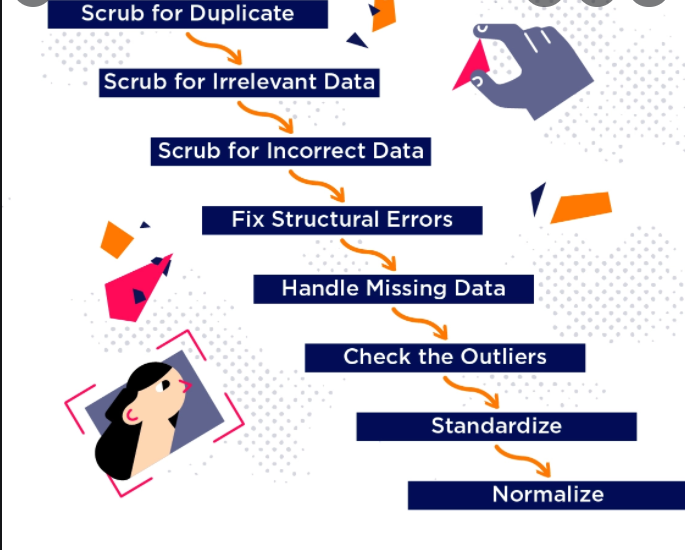 Scrub for Duplicate
Scrub for Irrelevant Data
Scrub for Incorrect Data
Fix Structural Errors
Handle Missing Data
Check the Outliers
Standardize
Normalize